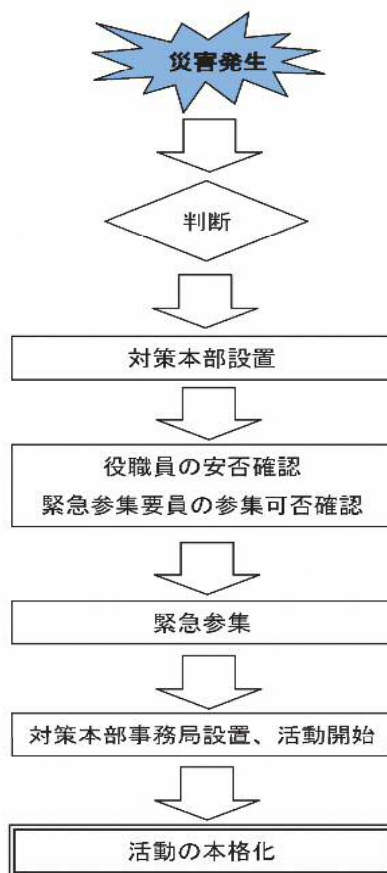 災害発生
判断
対策本部設置
役職員の安否確認
緊急参集要員の参集可否確認
緊急参集
対策本部事務局設置、活動開始
活動の本格化